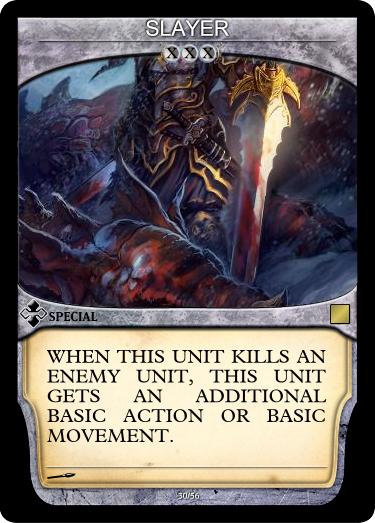 SLAYER
X X X
SPECIAL
WHEN THIS UNIT KILLS AN
ENEMY UNIT, THIS UNIT
GETS AN ADDITIONAL
BASIC ACTION OR BASIC
MOVEMENT.
50/56